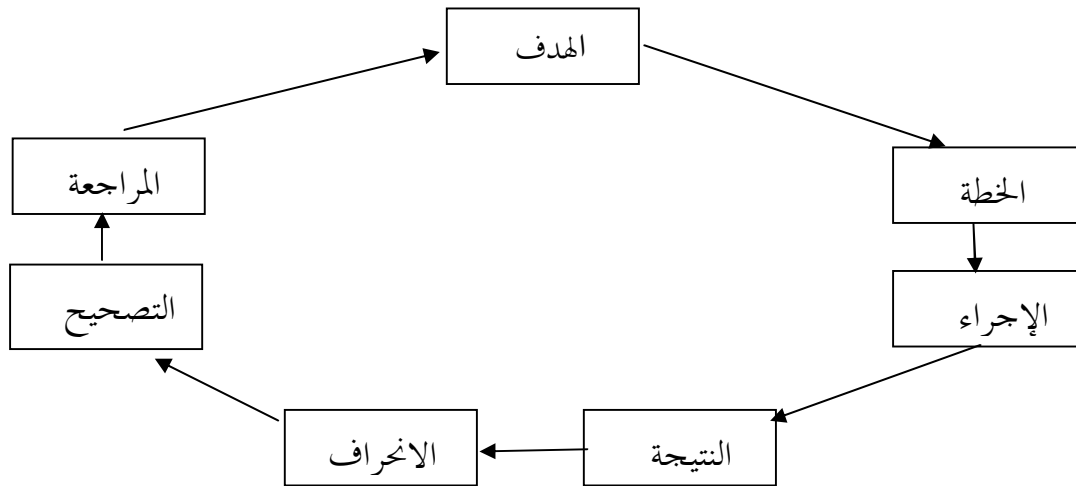 الهدف
الخطة
الإجراء
النتيجة
الانحراف
التصحيح
المراجعة